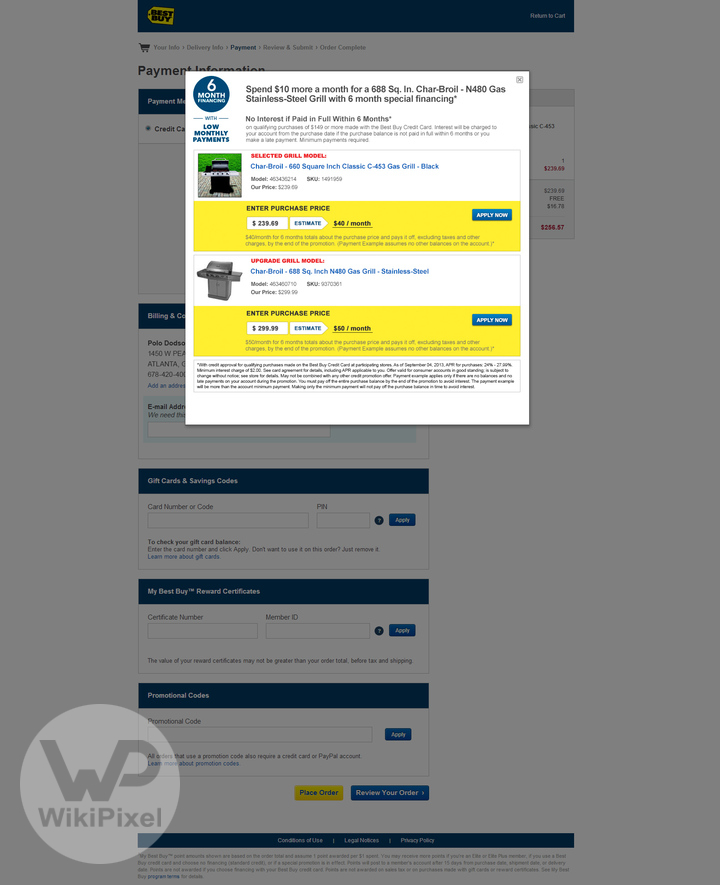 BEST BUY
Return to Cart
Your Info › Delivery Info › Payment › Review & Submit › Order Complete
Payment Information
Payment Me
Credit Car
6
MONTH
FINANCING
WITH
LOW
MONTHLY
PAYMENTS
Spend $10 more a month for a 688 Sq. In. Char-Broil - N480 Gas
Stainless-Steel Grill with 6 month special financing*
No Interest if Paid in Full Within 6 Months*
on qualifying purchases of $149 or more made with the Best Buy Credit Card. Interest will be charged to
your account from the purchase date if the purchase balance is not paid in full within 6 months or you
make a late payment. Minimum payments required.
SELECTED GRILL MODEL:
Char-Broil - 660 Square Inch Classic C-453 Gas Grill - Black
Model: 463436214 SKU: 1491959
Our Price: $239.69
ENTER PURCHASE PRICE
$ 239.69 ESTIMATE $40 / month
APPLY NOW
$40/month for 6 months totals about the purchase price and pays it off, excluding taxes and other
charges, by the end of the promotion. (Payment Example assumes no other balances on the account.)*
UPGRADE GRILL MODEL:
Char-Broil - 688 Sq. Inch N480 Gas Grill - Stainless-Steel
Model: 463460710 SKU: 9370361
Our Price: $299.99
ENTER PURCHASE PRICE
$ 299.99 ESTIMATE $50 / month
APPLY NOW
$50/month for 6 months totals about the purchase price and pays it off, excluding taxes and other
charges, by the end of the promotion. (Payment Example assumes no other balances on the account.)*
*With credit approval for qualifying purchases made on the Best Buy Credit Card at participating stores. As of September 04, 2013, APR for purchases: 24% - 27.99%.
Minimum interest charge of $2.00. See card agreement for details, including APR applicable to you. Offer valid for consumer accounts in good standing; is subject to
change without notice; see store for details. May not be combined with any other credit promotion offer. Payment example applies only if there are no balances and no
late payments on your account during the promotion. You must pay off the entire purchase balance by the end of the promotion to avoid interest. The payment example
will be more than the account minimum payment. Making only the minimum payment will not pay off the purchase balance in time to avoid interest.
ssic C-453
1
$239.69
$239.69
FREE
$16.78
$256.57
Billing & Co
Polo Dodso
1450 W PEA
ATLANTA, G
678-420-40
Add an addres
E-mail Addre
We need this
Gift Cards & Savings Codes
Card Number or Code PIN
? Apply
To check your gift card balance:
Enter the card number and click Apply. Don't want to use it on this order? Just remove it.
Learn more about gift cards.
My Best Buy™ Reward Certificates
Certificate Number Member ID
? Apply
The value of your reward certificates may not be greater than your order total, before tax and shipping.
Promotional Codes
Promotional Code
Apply
All orders that use a promotion code also require a credit card or PayPal account.
Learn more about promotion codes.
Place Order Review Your Order ›
WikiPixel
Conditions of Use | Legal Notices | Privacy Policy
program terms for details.